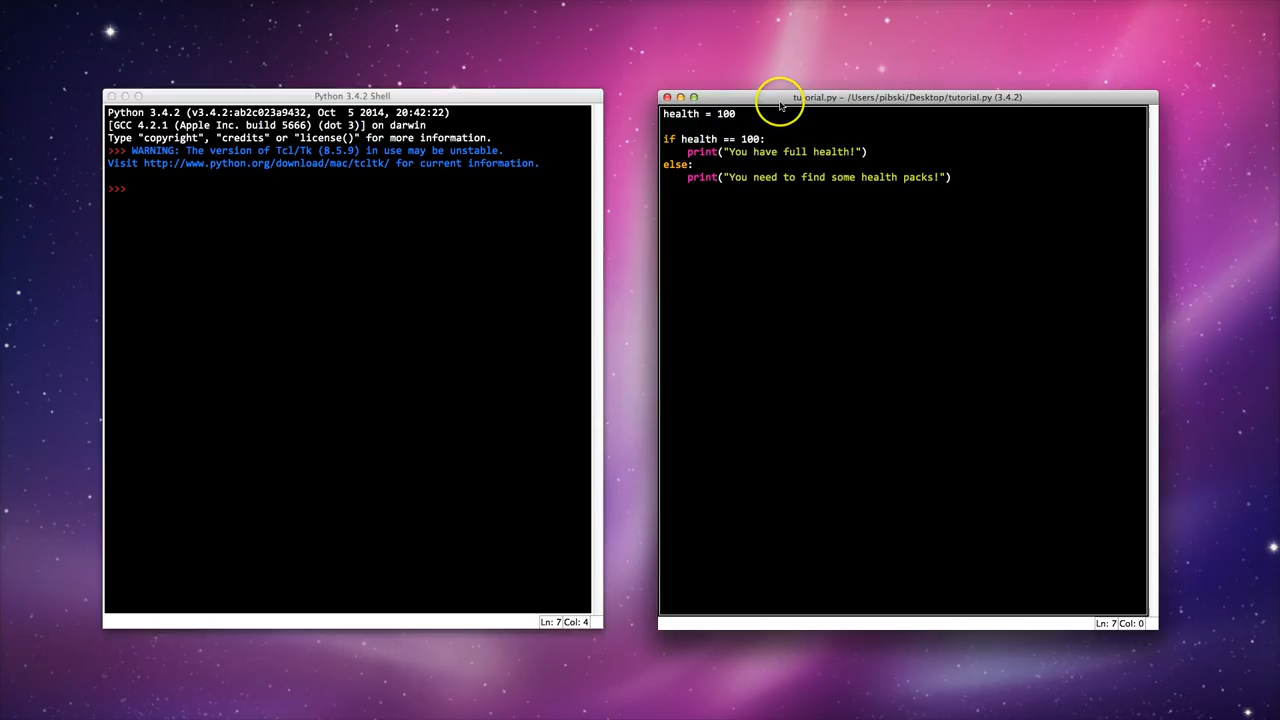 Python 3.4.2 Shell
Python 3.4.2 (v3.4.2:ab2c023a9432, Oct  5 2014, 20:42:22)
[GCC 4.2.1 (Apple Inc. build 5666) (dot 3)] on darwin
Type "copyright", "credits" or "license()" for more information.
>>> WARNING: The version of Tcl/Tk (8.5.9) in use may be unstable.
Visit http://www.python.org/download/mac/tcltk/ for current information.
>>>
Ln: 7 Col: 4
tutorial.py - /Users/pibski/Desktop/tutorial.py (3.4.2)
health = 100
if health == 100:
    print("You have full health!")
else:
    print("You need to find some health packs!")
Ln: 7 Col: 0